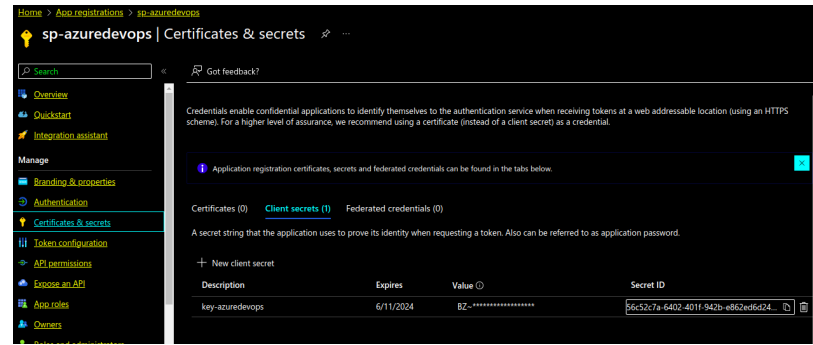 Home > App registrations > sp-azuredevops
sp-azuredevops | Certificates & secrets
Search
Got feedback?
Overview
Quickstart
Integration assistant
Manage
Branding & properties
Authentication
Certificates & secrets
Token configuration
API permissions
Expose an API
App roles
Owners
Roles and administrators
Credentials enable confidential applications to identify themselves to the authentication service when receiving tokens at a web addressable location (using an HTTPS
scheme). For a higher level of assurance, we recommend using a certificate (instead of a client secret) as a credential.
Application registration certificates, secrets and federated credentials can be found in the tabs below.
Certificates (0) Client secrets (1) Federated credentials (0)
A secret string that the application uses to prove its identity when requesting a token. Also can be referred to as application password.
New client secret
Description Expires Value Secret ID
key-azuredevops 6/11/2024 BZ~****************** 56c52c7a-6402-401f-942b-e862ed6d24...